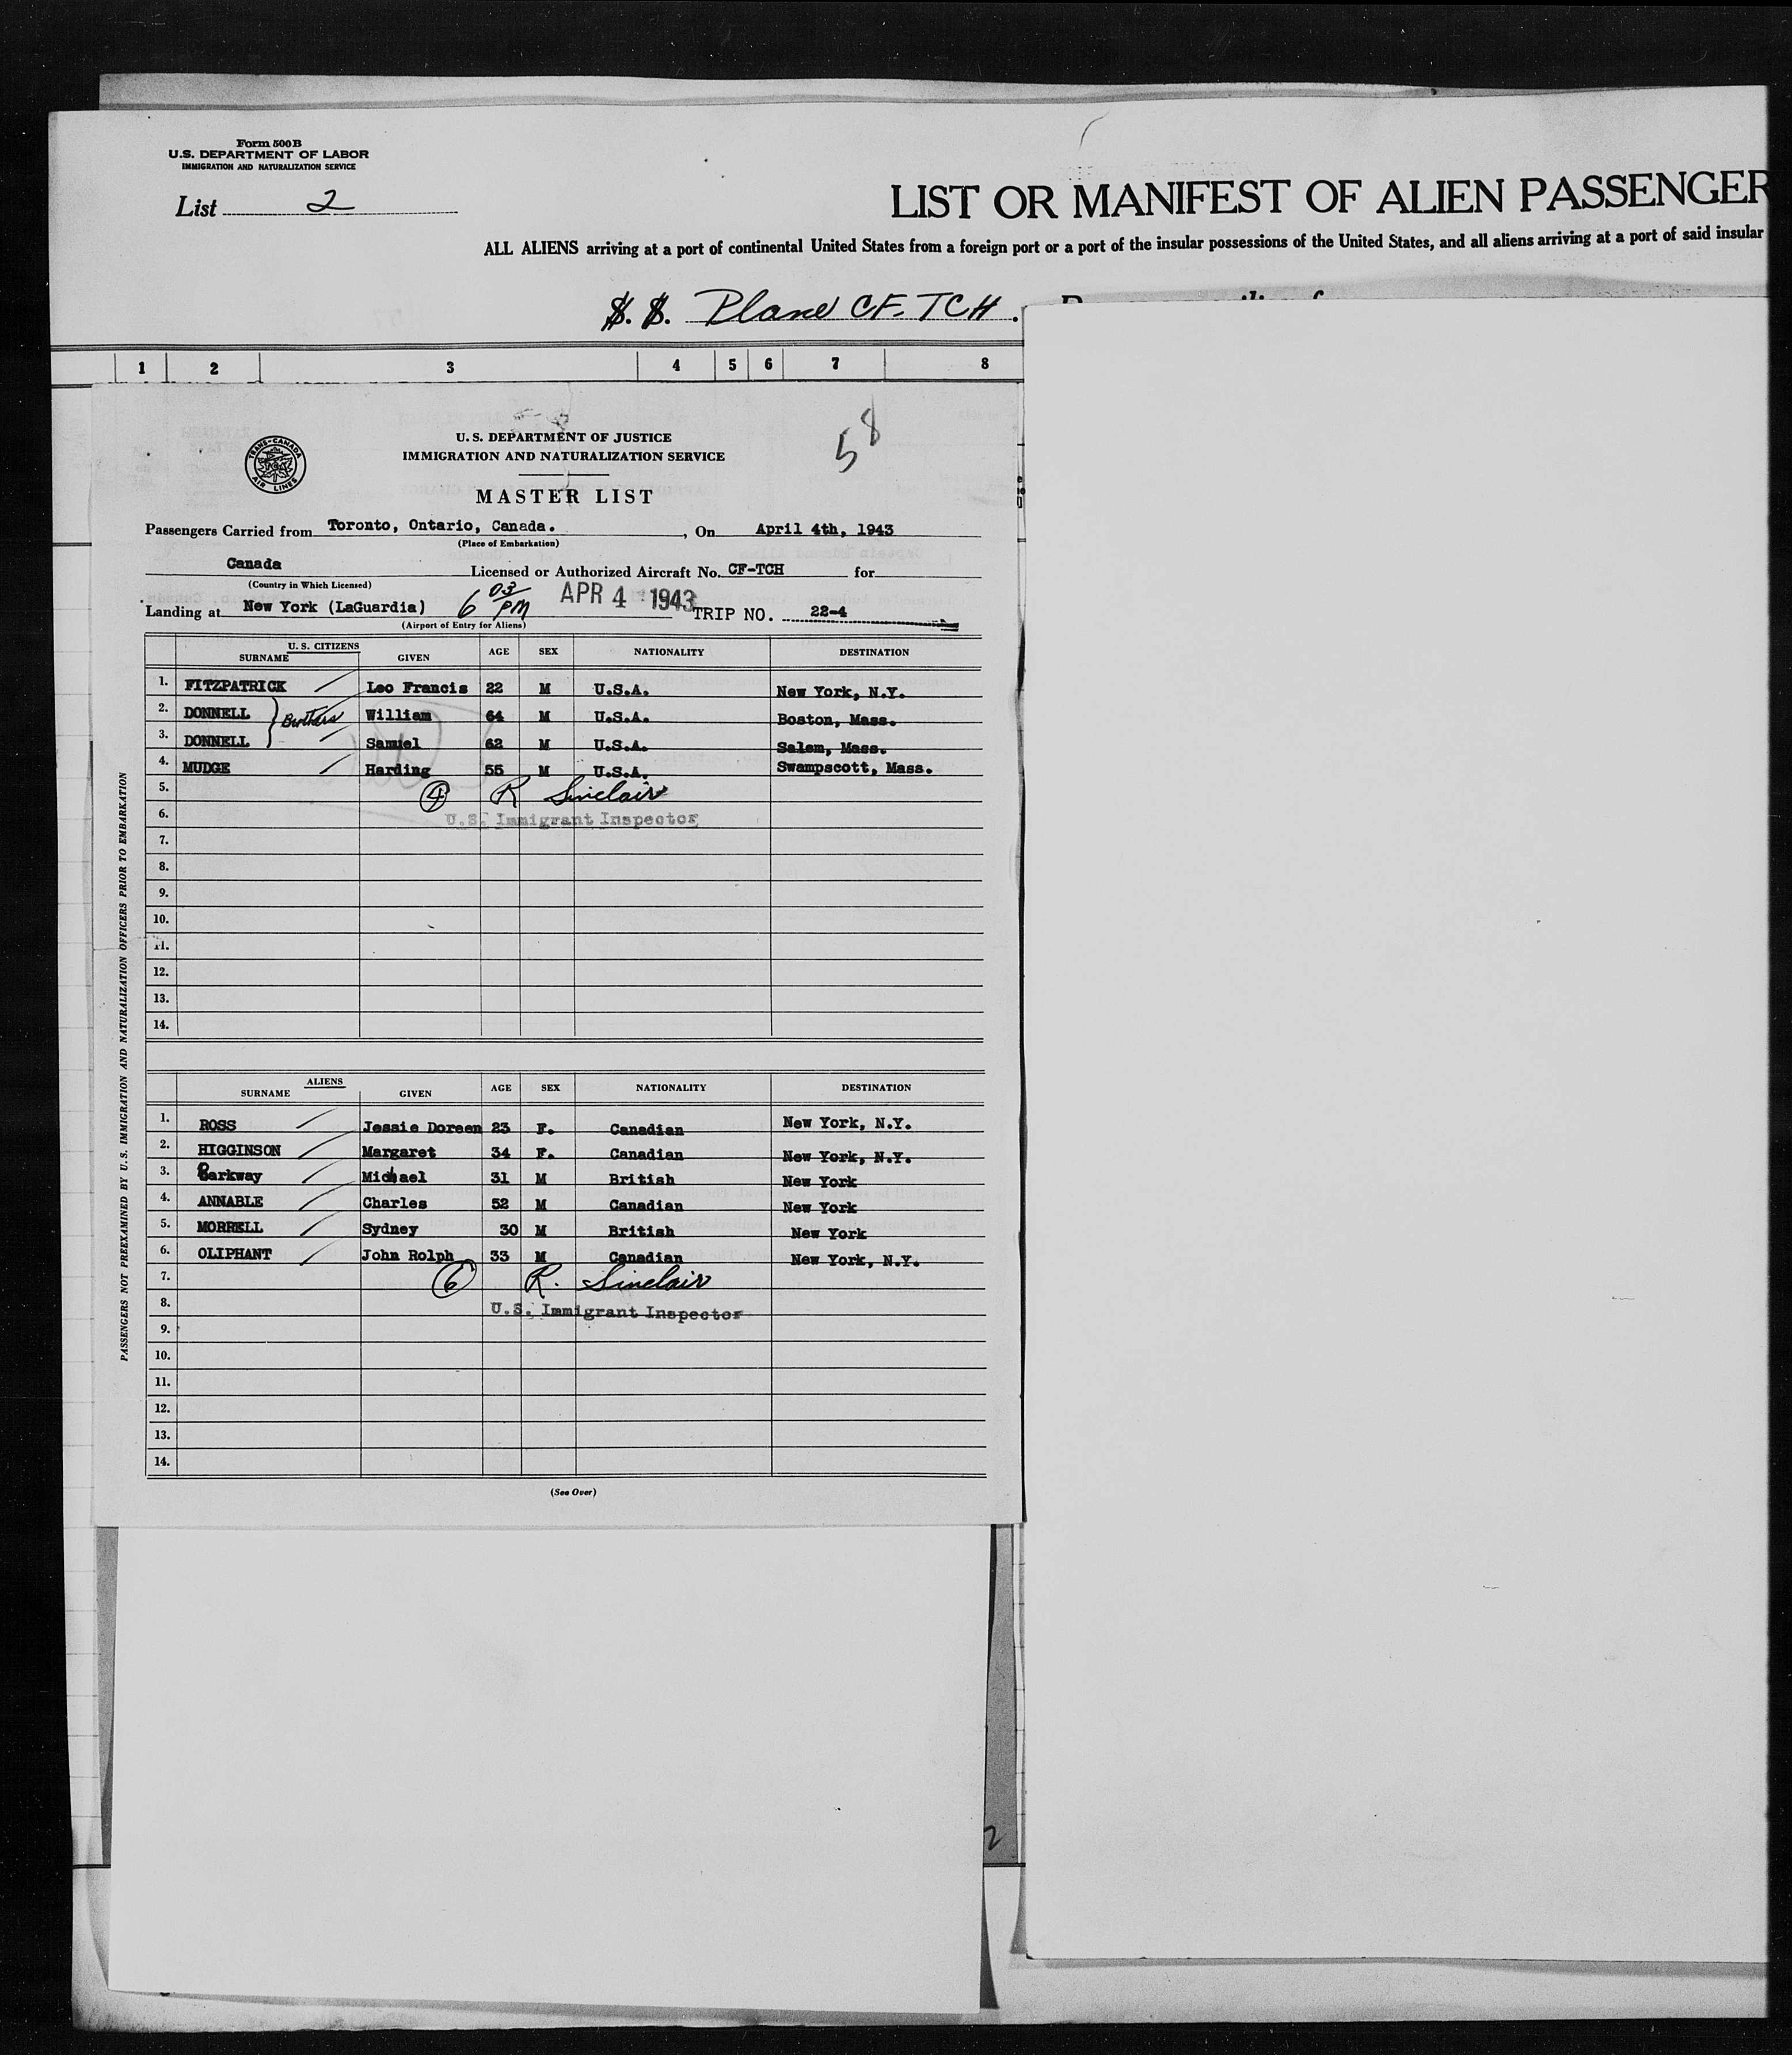 Form 500B
U.S. DEPARTMENT OF LABOR
IMMIGRATION AND NATURALIZATION SERVICE
List 2
LIST OR MANIFEST OF ALIEN PASSENGER
ALL ALIENS arriving at a port of continental United States from a foreign port or a port of the insular possessions of the United States, and all aliens arriving at a port of said insular
S. S. Plane CF-TCH.
1 2 3 4 5 6 7 8
58
TRANS-CANADA AIR LINES
U. S. DEPARTMENT OF JUSTICE
IMMIGRATION AND NATURALIZATION SERVICE
MASTER LIST
Passengers Carried from Toronto, Ontario, Canada. , On April 4th, 1943
(Place of Embarkation)
Canada Licensed or Authorized Aircraft No. CF-TCH for
(Country in Which Licensed)
Landing at New York (LaGuardia) 6 03 PM APR 4 1943 TRIP NO. 22-4
(Airport of Entry for Aliens)
U. S. CITIZENS
SURNAME GIVEN AGE SEX NATIONALITY DESTINATION
1. FITZPATRICK Leo Francis 22 M U.S.A. New York, N.Y.
2. DONNELL } Brothers William 64 M U.S.A. Boston, Mass.
3. DONNELL Samuel 62 M U.S.A. Salem, Mass.
4. MUDGE Harding 55 M U.S.A. Swampscott, Mass.
5. 4 R Sinclair
6. U.S. Immigrant Inspector
7.
8.
9.
10.
11.
12.
13.
14.
ALIENS
SURNAME GIVEN AGE SEX NATIONALITY DESTINATION
1. ROSS Jessie Doreen 23 F. Canadian New York, N.Y.
2. HIGGINSON Margaret 34 F. Canadian New York, N.Y.
3. arkway Michael 31 M British New York
4. ANNABLE Charles 52 M Canadian New York
5. MORRELL Sydney 30 M British New York
6. OLIPHANT John Rolph 33 M Canadian New York, N.Y.
7. 6 R. Sinclair
8. U.S. Immigrant Inspector
9.
10.
11.
12.
13.
14.
(See Over)
PASSENGERS NOT PREEXAMINED BY U.S. IMMIGRATION AND NATURALIZATION OFFICERS PRIOR TO EMBARKATION
2